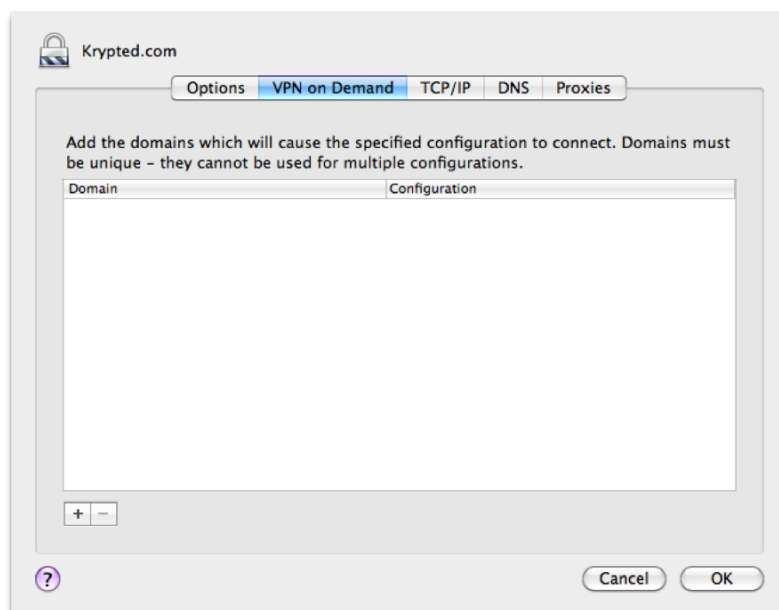 Krypted.com
Options VPN on Demand TCP/IP DNS Proxies
Add the domains which will cause the specified configuration to connect. Domains must
be unique – they cannot be used for multiple configurations.
Domain Configuration
+ −
? Cancel OK